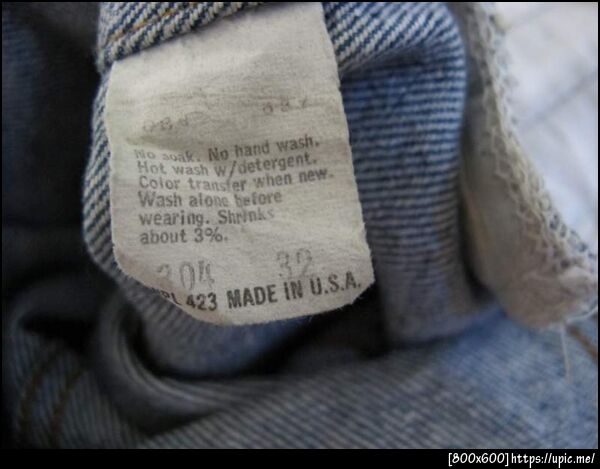 No soak. No hand wash.
Hot wash w/detergent.
Color transfer when new.
Wash alone before
wearing. Shrinks
about 3%.
204 32
423 MADE IN U.S.A.
[800x600]https://upic.me/